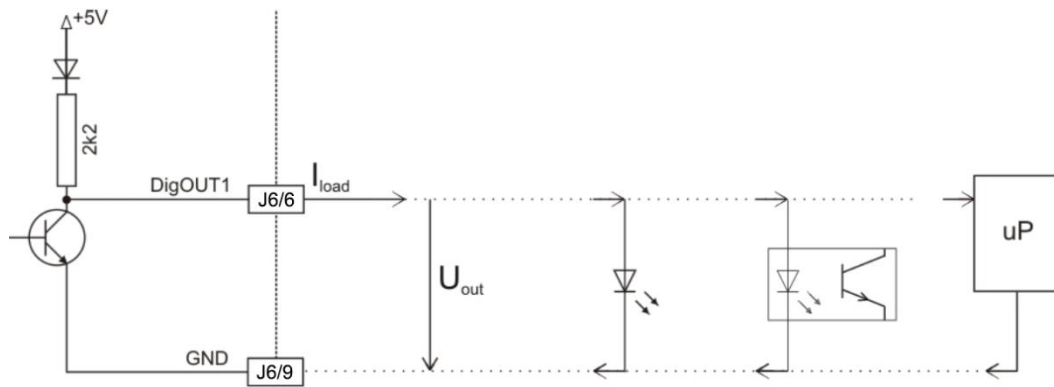 +5V
2k2
DigOUT1
J6/6
Iload
uP
Uout
GND
J6/9